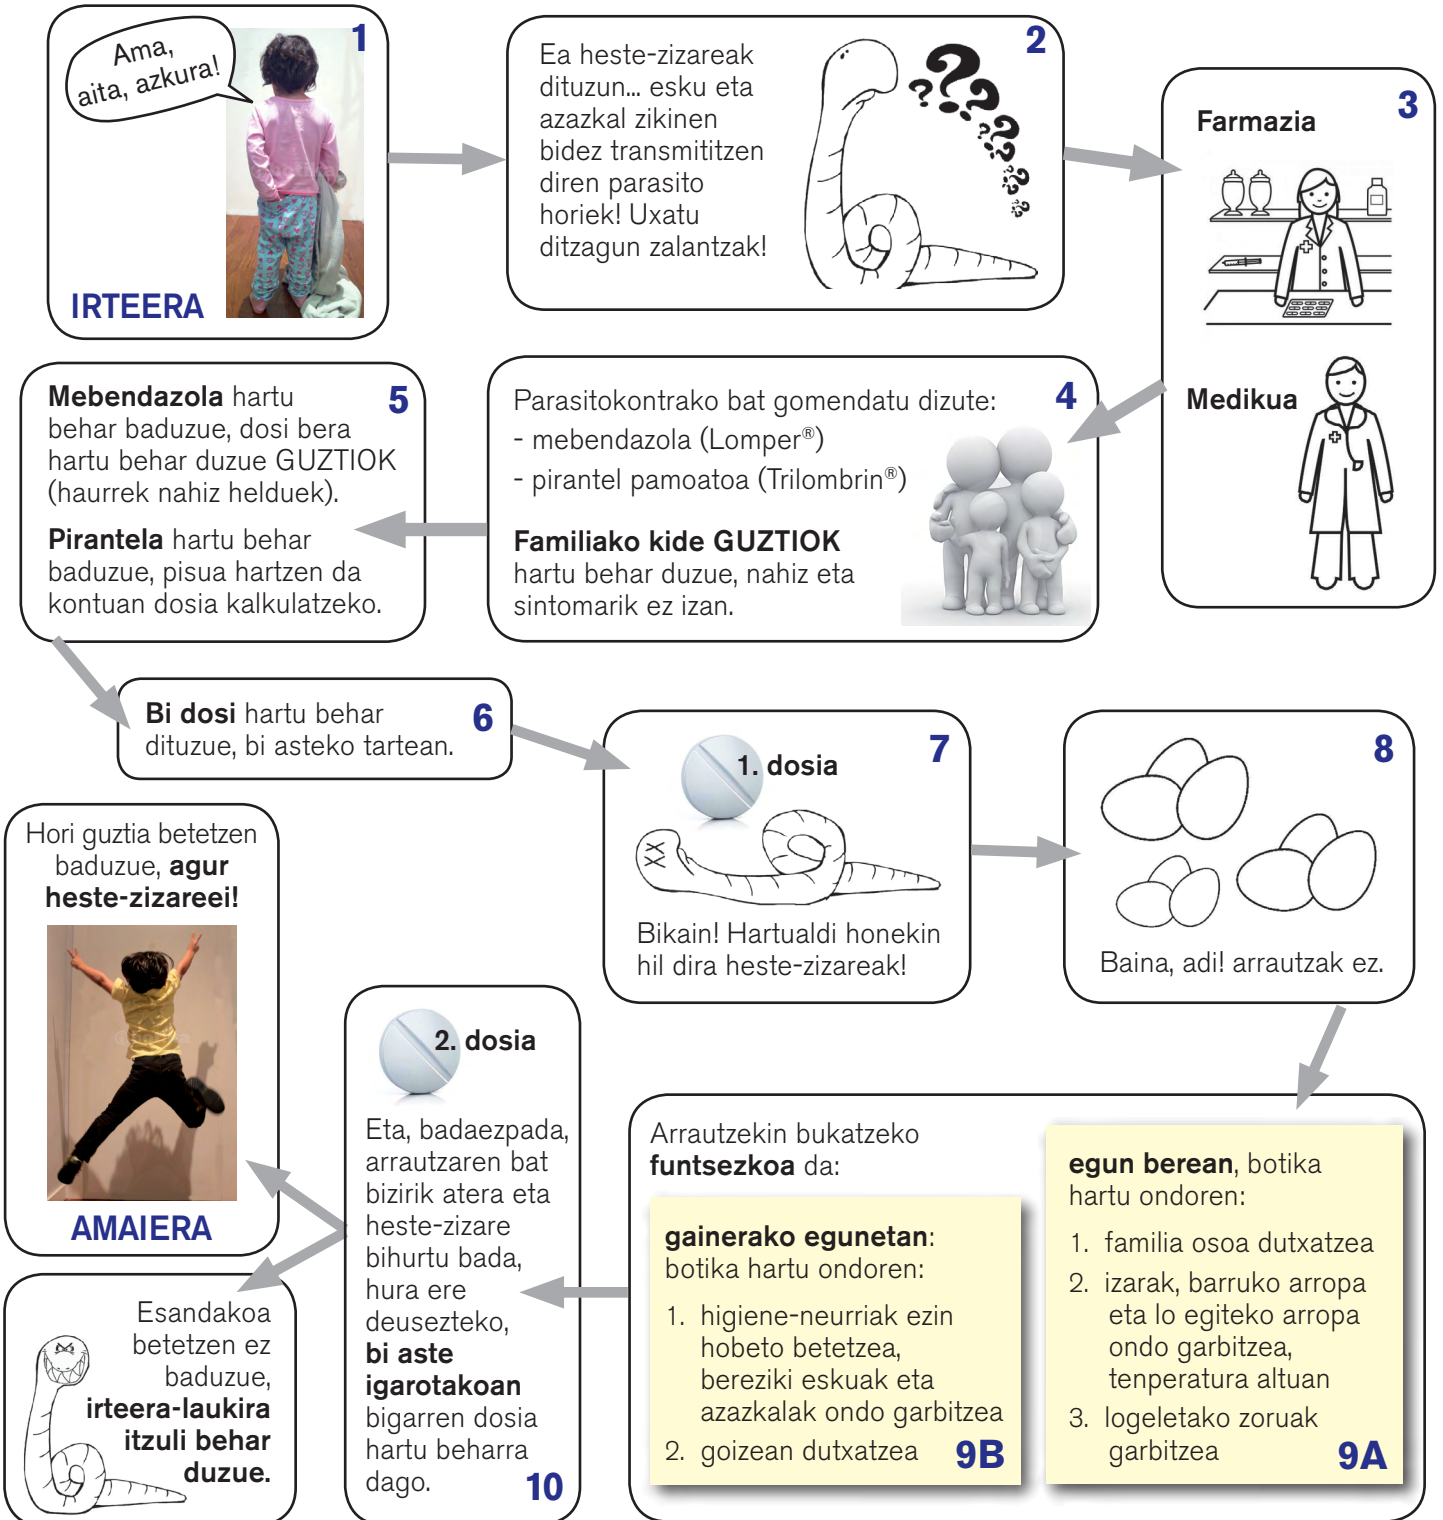 Ama,
aita, azkura!
1
IRTEERA
Ea heste-zizareak
dituzun... esku eta
azazkal zikinen
bidez transmititzen
diren parasito
horiek! Uxatu
ditzagun zalantzak!
2
???????
3
Farmazia
Medikua
Parasitokontrako bat gomendatu dizute:
- mebendazola (Lomper®)
- pirantel pamoatoa (Trilombrin®)
Familiako kide GUZTIOK
hartu behar duzue, nahiz eta
sintomarik ez izan.
4
Mebendazola hartu
behar baduzue, dosi bera
hartu behar duzue GUZTIOK
(haurrek nahiz helduek).
Pirantela hartu behar
baduzue, pisua hartzen da
kontuan dosia kalkulatzeko.
5
Bi dosi hartu behar
dituzue, bi asteko tartean.
6
7
1. dosia
XX
Bikain! Hartualdi honekin
hil dira heste-zizareak!
8
Baina, adi! arrautzak ez.
Arrautzekin bukatzeko
funtsezkoa da:
egun berean, botika
hartu ondoren:
1. familia osoa dutxatzea
2. izarak, barruko arropa
eta lo egiteko arropa
ondo garbitzea,
tenperatura altuan
3. logeletako zoruak
garbitzea
9A
gainerako egunetan:
botika hartu ondoren:
1. higiene-neurriak ezin
hobeto betetzea,
bereziki eskuak eta
azazkalak ondo garbitzea
2. goizean dutxatzea
9B
2. dosia
Eta, badaezpada,
arrautzaren bat
bizirik atera eta
heste-zizare
bihurtu bada,
hura ere
deusezteko,
bi aste
igarotakoan
bigarren dosia
hartu beharra
dago.
10
Hori guztia betetzen
baduzue, agur
heste-zizareei!
AMAIERA
Esandakoa
betetzen ez
baduzue,
irteera-laukira
itzuli behar
duzue.